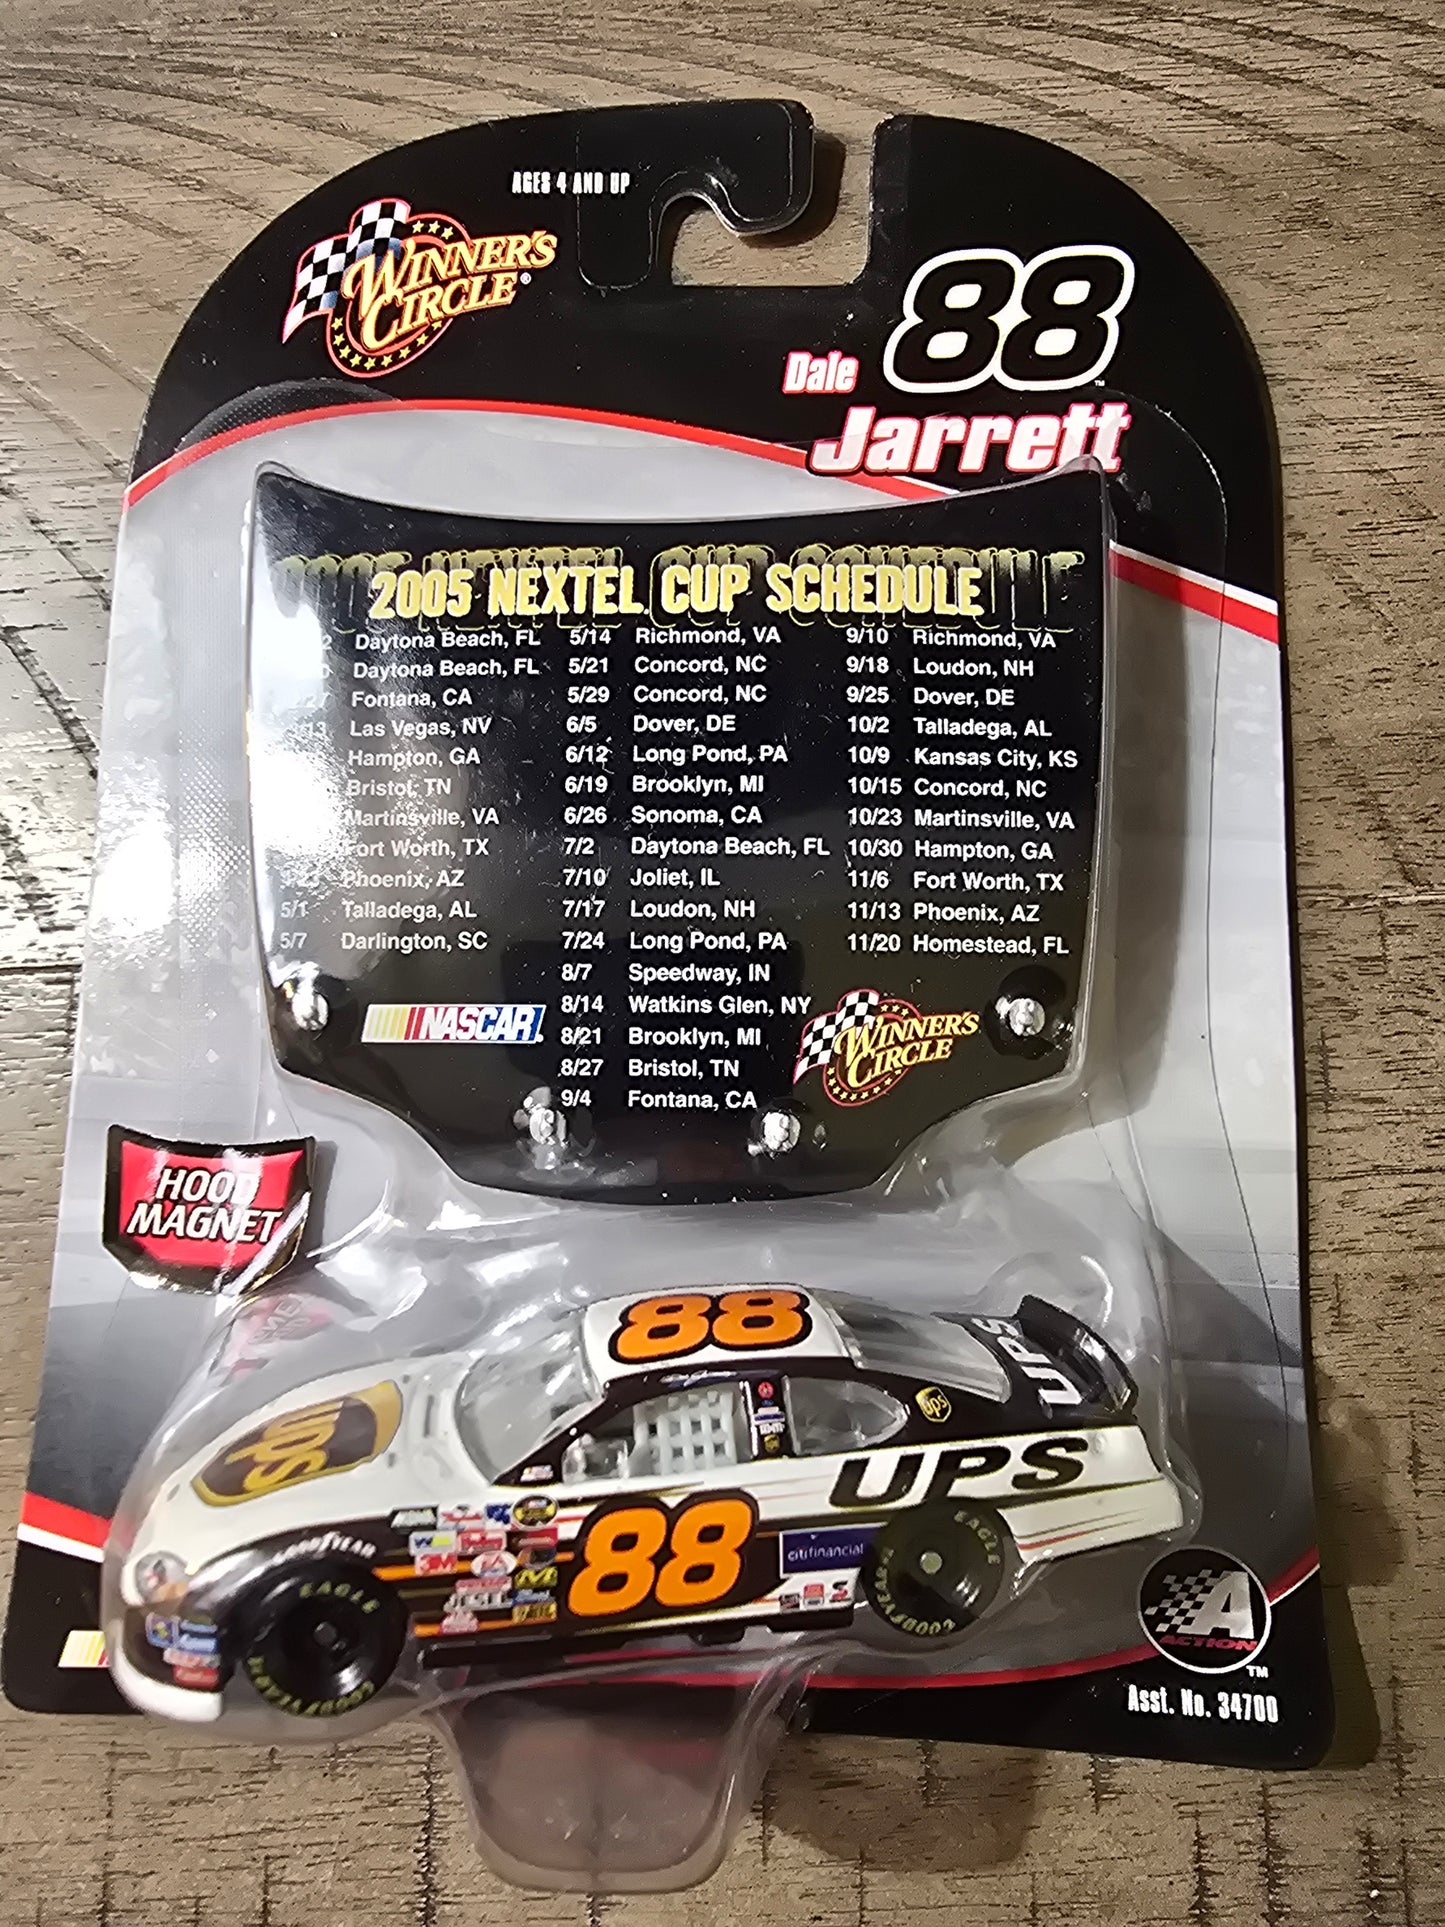 AGES 4 AND UP
WINNER'S
CIRCLE®
88
Dale
Jarrett
2005 NEXTEL CUP SCHEDULE
Daytona Beach, FL
Daytona Beach, FL
Fontana, CA
Las Vegas, NV
Hampton, GA
Bristol, TN
Martinsville, VA
Fort Worth, TX
Phoenix, AZ
5/1 Talladega, AL
5/7 Darlington, SC
5/14 Richmond, VA
5/21 Concord, NC
5/29 Concord, NC
6/5 Dover, DE
6/12 Long Pond, PA
6/19 Brooklyn, MI
6/26 Sonoma, CA
7/2 Daytona Beach, FL
7/10 Joliet, IL
7/17 Loudon, NH
7/24 Long Pond, PA
8/7 Speedway, IN
8/14 Watkins Glen, NY
8/21 Brooklyn, MI
8/27 Bristol, TN
9/4 Fontana, CA
9/10 Richmond, VA
9/18 Loudon, NH
9/25 Dover, DE
10/2 Talladega, AL
10/9 Kansas City, KS
10/15 Concord, NC
10/23 Martinsville, VA
10/30 Hampton, GA
11/6 Fort Worth, TX
11/13 Phoenix, AZ
11/20 Homestead, FL
NASCAR
WINNER'S
CIRCLE
HOOD
MAGNET
88
UPS
ups
ups
UPS
88
3M
citifinancial
GOODYEAR
EAGLE
GOODYEAR
EAGLE
GOODYEAR
A
ACTION
TM
Asst. No. 34700